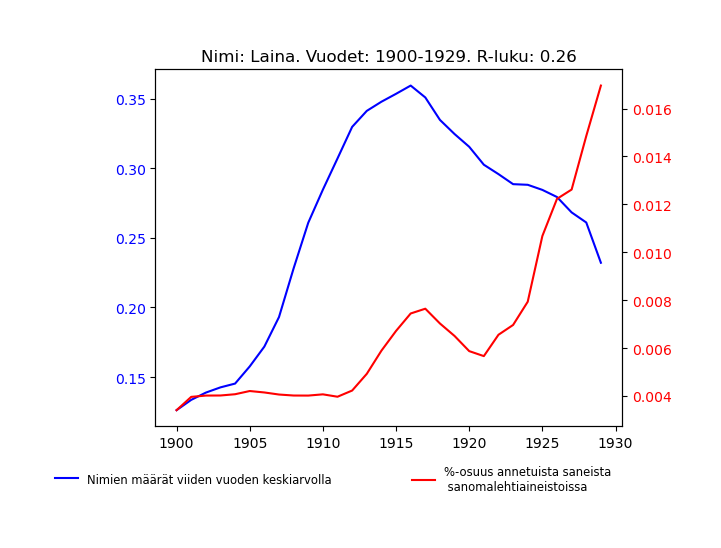 Nimi: Laina. Vuodet: 1900-1929. R-luku: 0.26
0.35
0.30
0.25
0.20
0.15
0.016
0.014
0.012
0.010
0.008
0.006
0.004
1900 1905 1910 1915 1920 1925 1930
Nimien määrät viiden vuoden keskiarvolla
%-osuus annetuista saneista
sanomalehtiaineistoissa